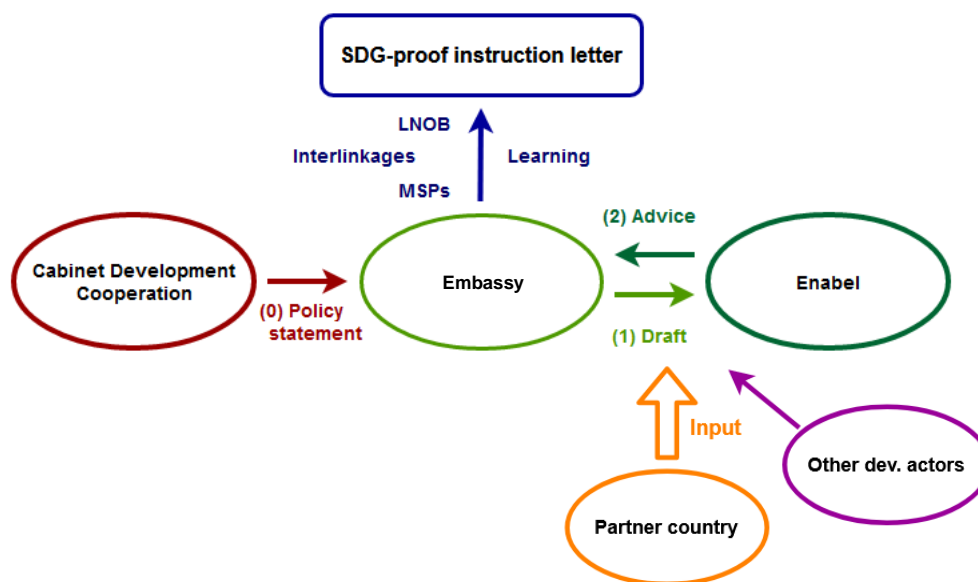 SDG-proof instruction letter
LNOB
Interlinkages
Learning
MSPs
(2) Advice
Cabinet Development
Cooperation
Embassy
Enabel
(0) Policy
statement
(1) Draft
Input
Other dev. actors
Partner country